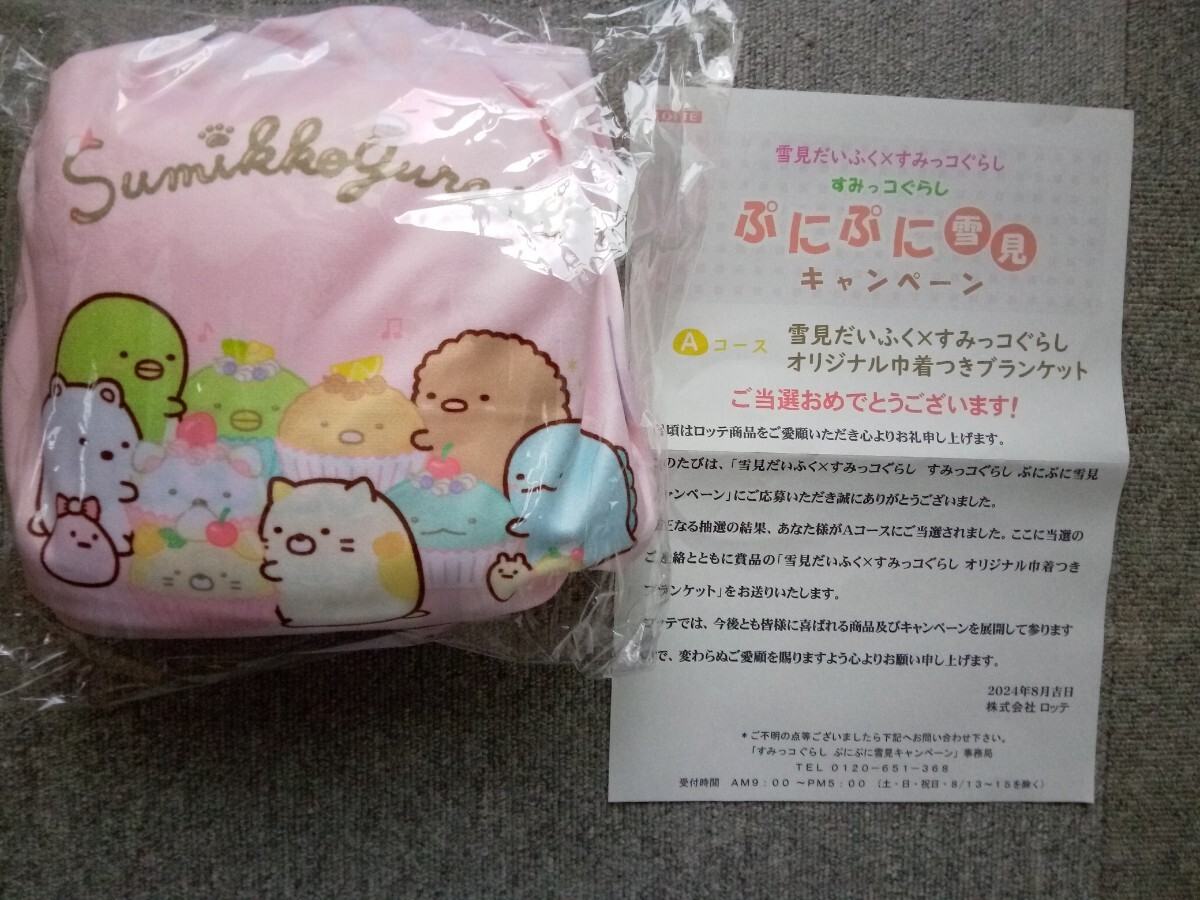 Sumikkogura
LOTTE
雪見だいふく×すみっコぐらし
すみっコぐらし
ぷにぷに雪見
キャンペーン
Aコース
雪見だいふく×すみっコぐらし
オリジナル巾着つきブランケット
ご当選おめでとうございます!
頃はロッテ商品をご愛顧いただき心よりお礼申し上げます。
のたびは、「雪見だいふく×すみっコぐらし すみっコぐらし ぷにぷに雪見
ャンペーン」にご応募いただき誠にありがとうございました。
正なる抽選の結果、あなた様がAコースにご当選されました。ここに当選の
ご連絡とともに賞品の「雪見だいふく×すみっコぐらし オリジナル巾着つき
ブランケット」をお送りいたします。
ロッテでは、今後とも皆様に喜ばれる商品及びキャンペーンを展開して参ります
で、変わらぬご愛顧を賜りますよう心よりお願い申し上げます。
2024年8月吉日
株式会社 ロッテ
*ご不明の点等ございましたら下記へお問い合わせ下さい。
「すみっコぐらし ぷにぷに雪見キャンペーン」事務局
TEL 0120-651-368
受付時間 AM9:00~PM5:00 (土・日・祝日・8/13~15を除く)